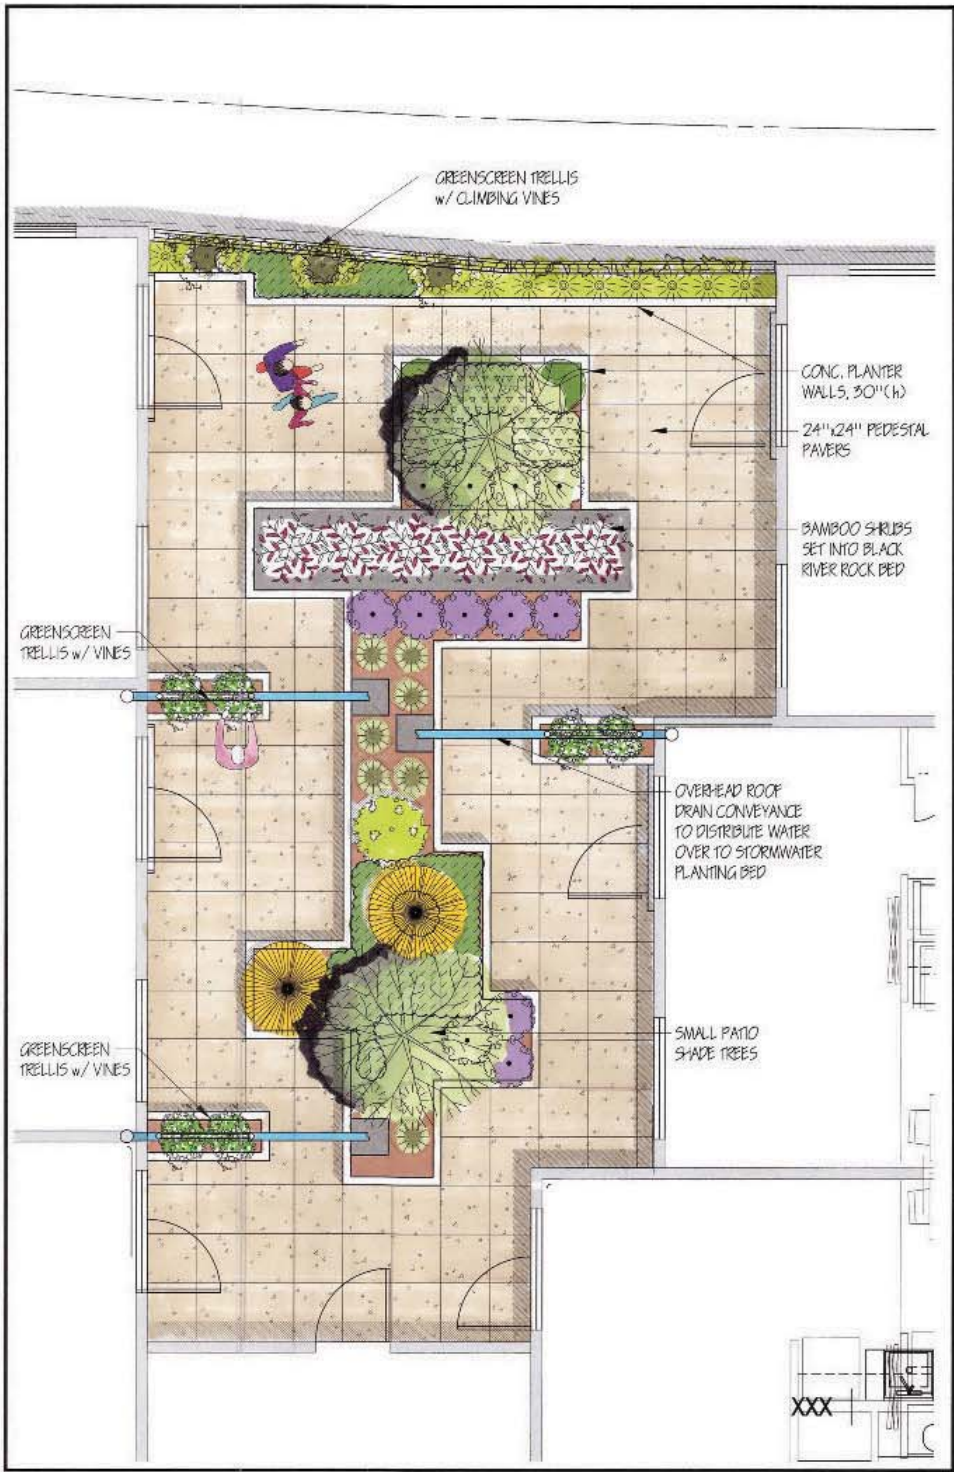 GREENSCREEN TRELLIS
w/ CLIMBING VINES
CONC. PLANTER
WALLS, 30"(h)
24"x24" PEDESTAL
PAVERS
BAMBOO SHRUBS
SET INTO BLACK
RIVER ROCK BED
GREENSCREEN
TRELLIS w/ VINES
OVERHEAD ROOF
DRAIN CONVEYANCE
TO DISTRIBUTE WATER
OVER TO STORMWATER
PLANTING BED
SMALL PATIO
SHADE TREES
GREENSCREEN
TRELLIS w/ VINES
XXX